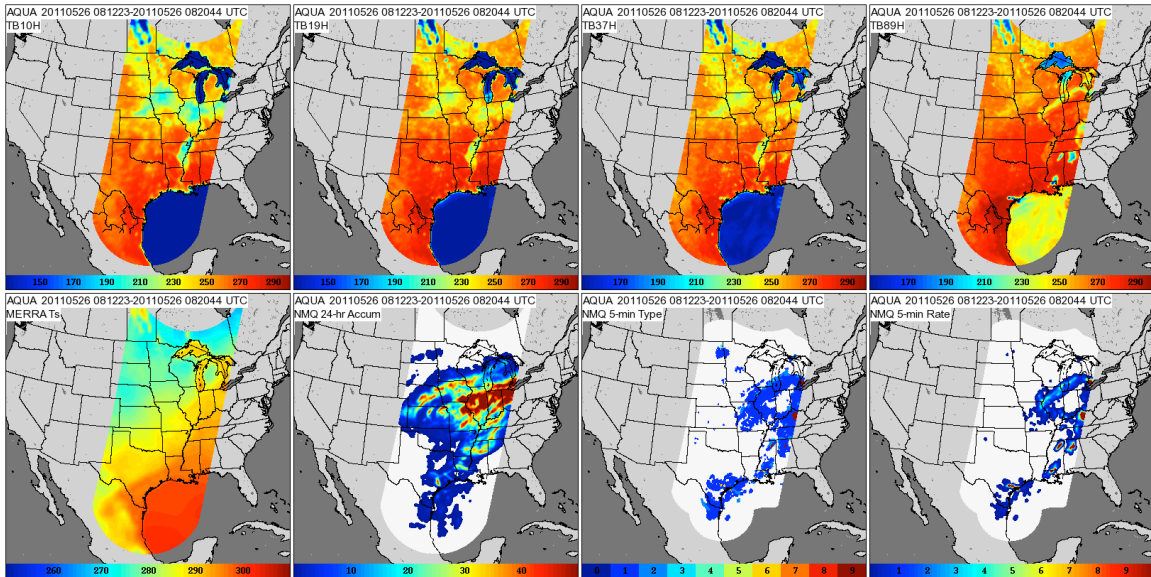 AQUA 20110526 081223-20110526 082044 UTC
TB10H
150 170 190 210 230 250 270 290
AQUA 20110526 081223-20110526 082044 UTC
TB19H
150 170 190 210 230 250 270 290
AQUA 20110526 081223-20110526 082044 UTC
TB37H
170 190 210 230 250 270 290
AQUA 20110526 081223-20110526 082044 UTC
TB89H
170 190 210 230 250 270 290
AQUA 20110526 081223-20110526 082044 UTC
MERRA Ts
260 270 280 290 300
AQUA 20110526 081223-20110526 082044 UTC
NMQ 24-hr Accum
10 20 30 40
AQUA 20110526 081223-20110526 082044 UTC
NMQ 5-min Type
0 1 2 3 4 5 6 7 8 9
AQUA 20110526 081223-20110526 082044 UTC
NMQ 5-min Rate
1 2 3 4 5 6 7 8 9